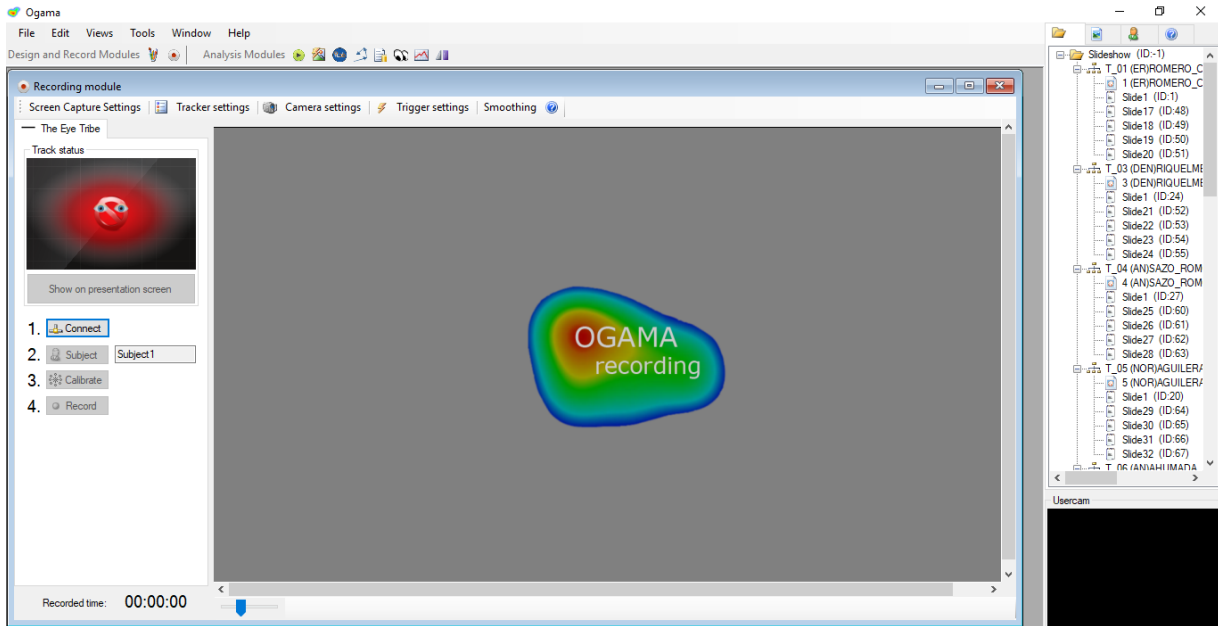 Ogama
File Edit Views Tools Window Help
Design and Record Modules Analysis Modules
Recording module
Screen Capture Settings Tracker settings Camera settings Trigger settings Smoothing
The Eye Tribe
Track status
Show on presentation screen
1. Connect
2. Subject Subject1
3. Calibrate
4. Record
Recorded time: 00:00:00
OGAMA
recording
Slideshow (ID:-1)
T_01 (ER)ROMERO_C
1 (ER)ROMERO_C
Slide1 (ID:1)
Slide17 (ID:48)
Slide18 (ID:49)
Slide19 (ID:50)
Slide20 (ID:51)
T_03 (DEN)RIQUELME
3 (DEN)RIQUELME
Slide1 (ID:24)
Slide21 (ID:52)
Slide22 (ID:53)
Slide23 (ID:54)
Slide24 (ID:55)
T_04 (AN)SAZO_ROM
4 (AN)SAZO_ROM
Slide1 (ID:27)
Slide25 (ID:60)
Slide26 (ID:61)
Slide27 (ID:62)
Slide28 (ID:63)
T_05 (NOR)AGUILERA
5 (NOR)AGUILERA
Slide1 (ID:20)
Slide29 (ID:64)
Slide30 (ID:65)
Slide31 (ID:66)
Slide32 (ID:67)
T_06 (AN)AHUMADA
Usercam